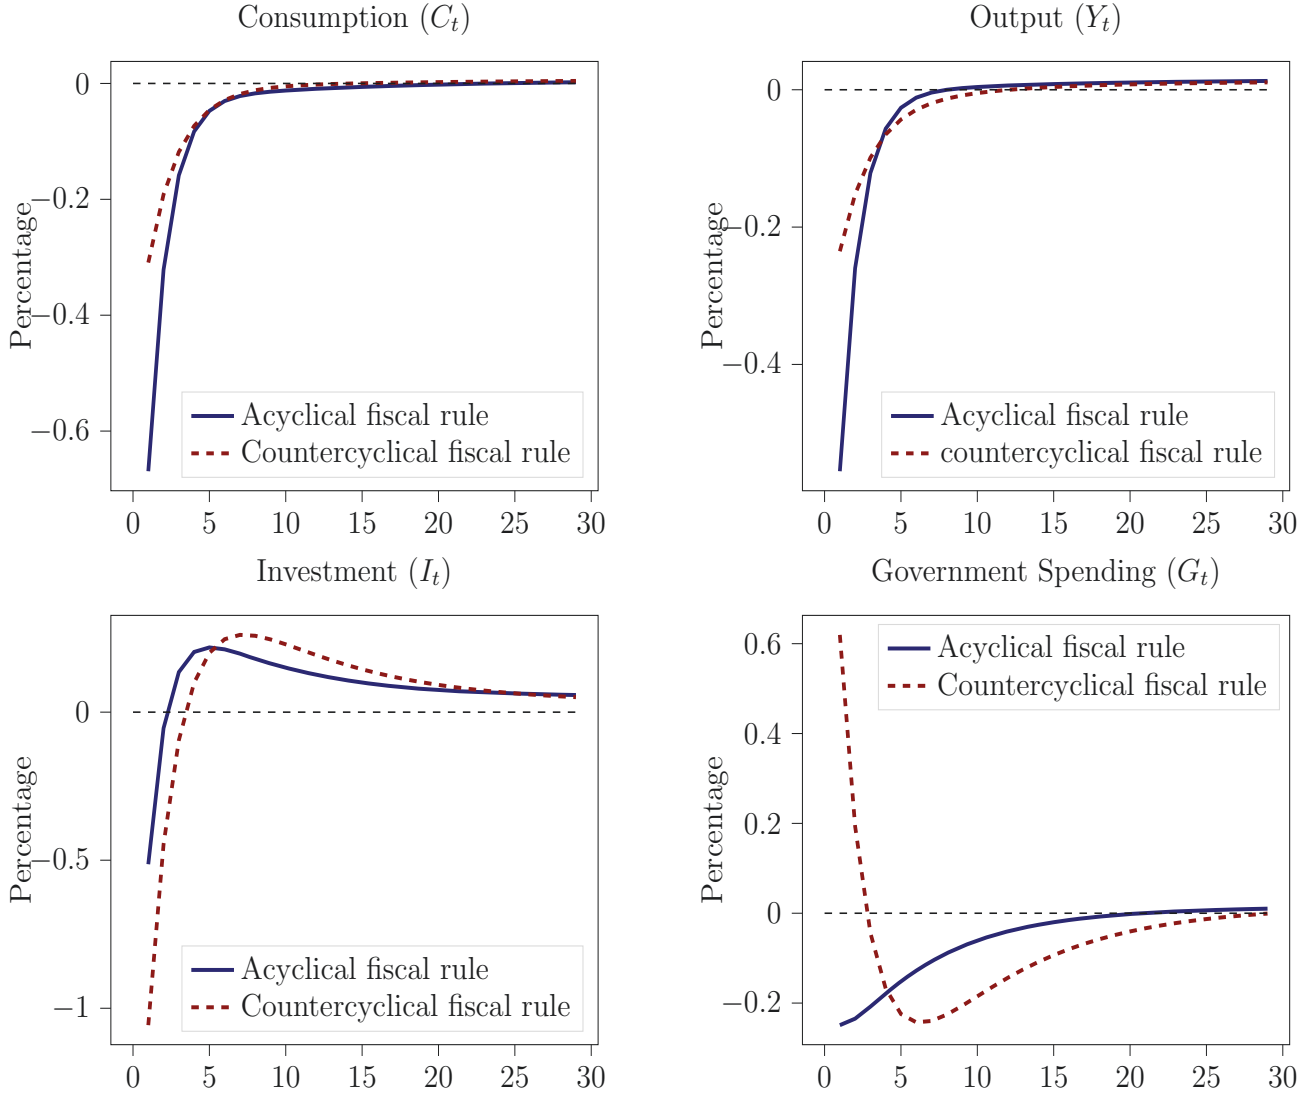 Consumption (C_t)
Percentage
0
−0.2
−0.4
−0.6
Acyclical fiscal rule
Countercyclical fiscal rule
0 5 10 15 20 25 30
Output (Y_t)
Percentage
0
−0.2
−0.4
Acyclical fiscal rule
countercyclical fiscal rule
0 5 10 15 20 25 30
Investment (I_t)
Percentage
0
−0.5
−1
Acyclical fiscal rule
Countercyclical fiscal rule
0 5 10 15 20 25 30
Government Spending (G_t)
Percentage
0.6
0.4
0.2
0
−0.2
Acyclical fiscal rule
Countercyclical fiscal rule
0 5 10 15 20 25 30